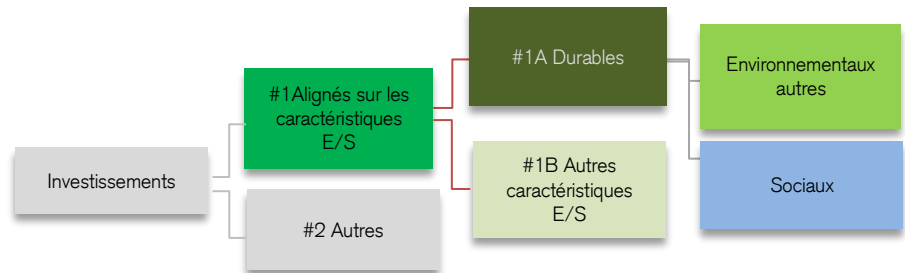 Investissements
#1Alignés sur les
caractéristiques
E/S
#2 Autres
#1A Durables
#1B Autres
caractéristiques
E/S
Environnementaux
autres
Sociaux